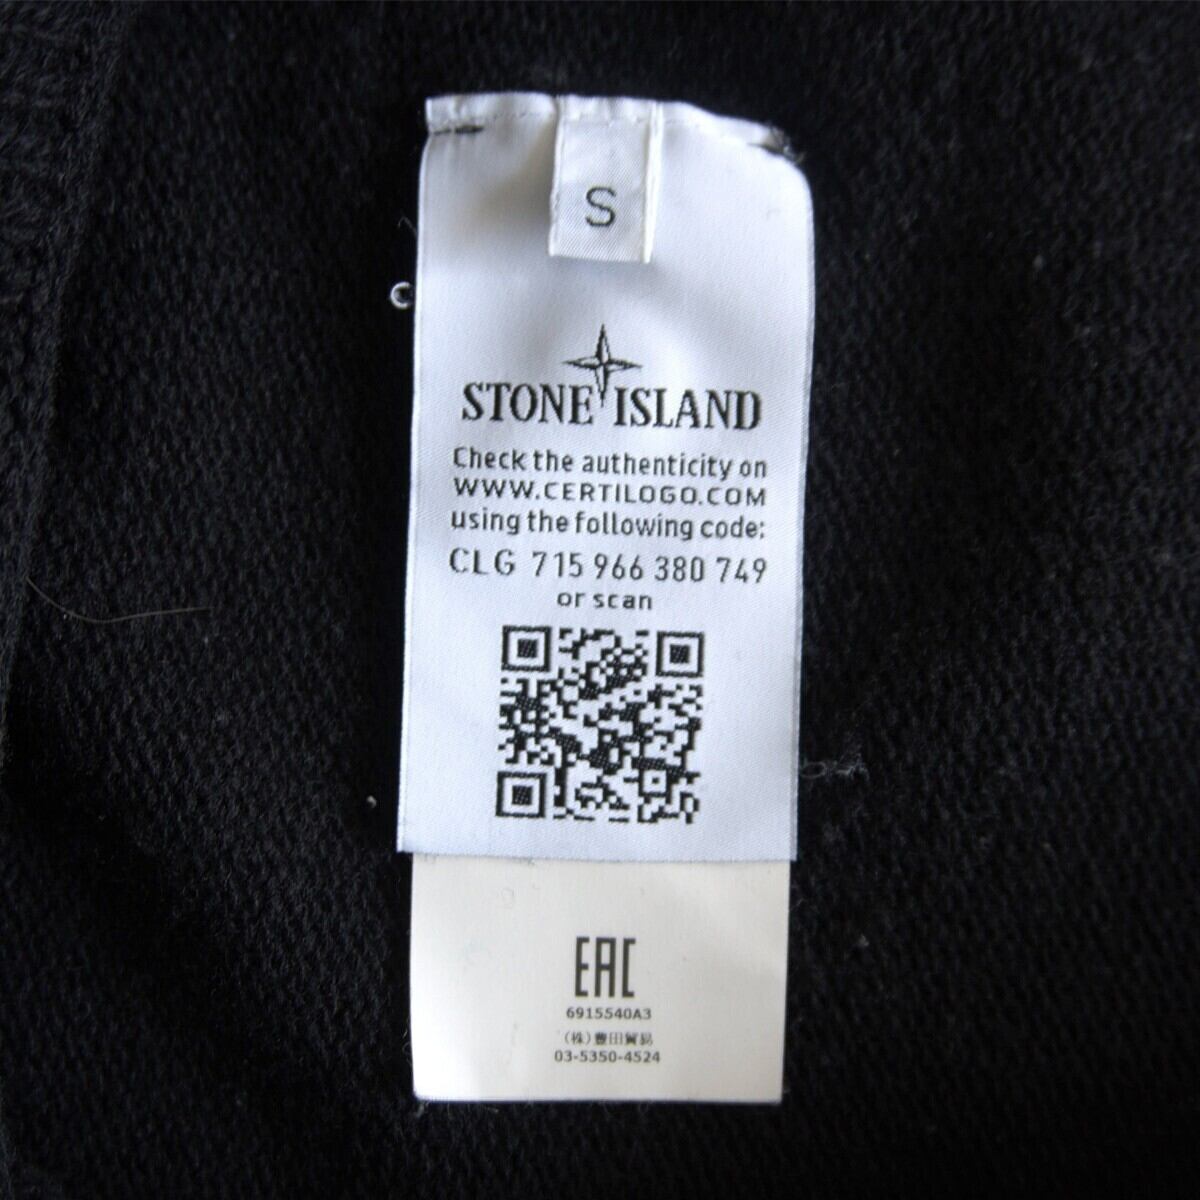 S
STONE ISLAND
Check the authenticity on
WWW.CERTILOGO.COM
using the following code:
CLG 715 966 380 749
or scan
EAC
6915540A3
(株)豊田貿易
03-5350-4524